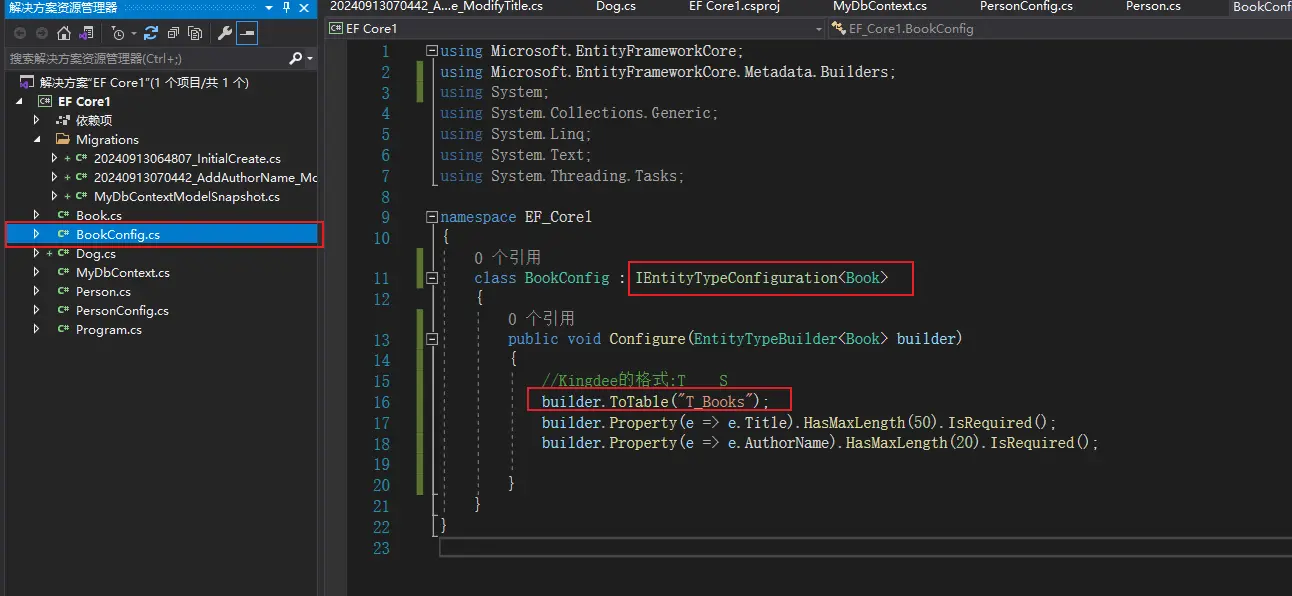 解决方案资源管理器
搜索解决方案资源管理器(Ctrl+;)
解决方案"EF Core1"(1 个项目/共 1 个)
C# EF Core1
依赖项
Migrations
+ C# 20240913064807_InitialCreate.cs
+ C# 20240913070442_AddAuthorName_Mc
+ C# MyDbContextModelSnapshot.cs
C# Book.cs
C# BookConfig.cs
+ C# Dog.cs
C# MyDbContext.cs
C# Person.cs
C# PersonConfig.cs
C# Program.cs
20240913070442_A...e_ModifyTitle.cs Dog.cs EF Core1.csproj MyDbContext.cs PersonConfig.cs Person.cs BookConf
C# EF Core1 EF_Core1.BookConfig
1 using Microsoft.EntityFrameworkCore;
2 using Microsoft.EntityFrameworkCore.Metadata.Builders;
3 using System;
4 using System.Collections.Generic;
5 using System.Linq;
6 using System.Text;
7 using System.Threading.Tasks;
8
9 namespace EF_Core1
10 {
0 个引用
11 class BookConfig : IEntityTypeConfiguration<Book>
12 {
0 个引用
13 public void Configure(EntityTypeBuilder<Book> builder)
14 {
15 //Kingdee的格式:T    S
16 builder.ToTable("T_Books");
17 builder.Property(e => e.Title).HasMaxLength(50).IsRequired();
18 builder.Property(e => e.AuthorName).HasMaxLength(20).IsRequired();
19
20 }
21 }
22 }
23